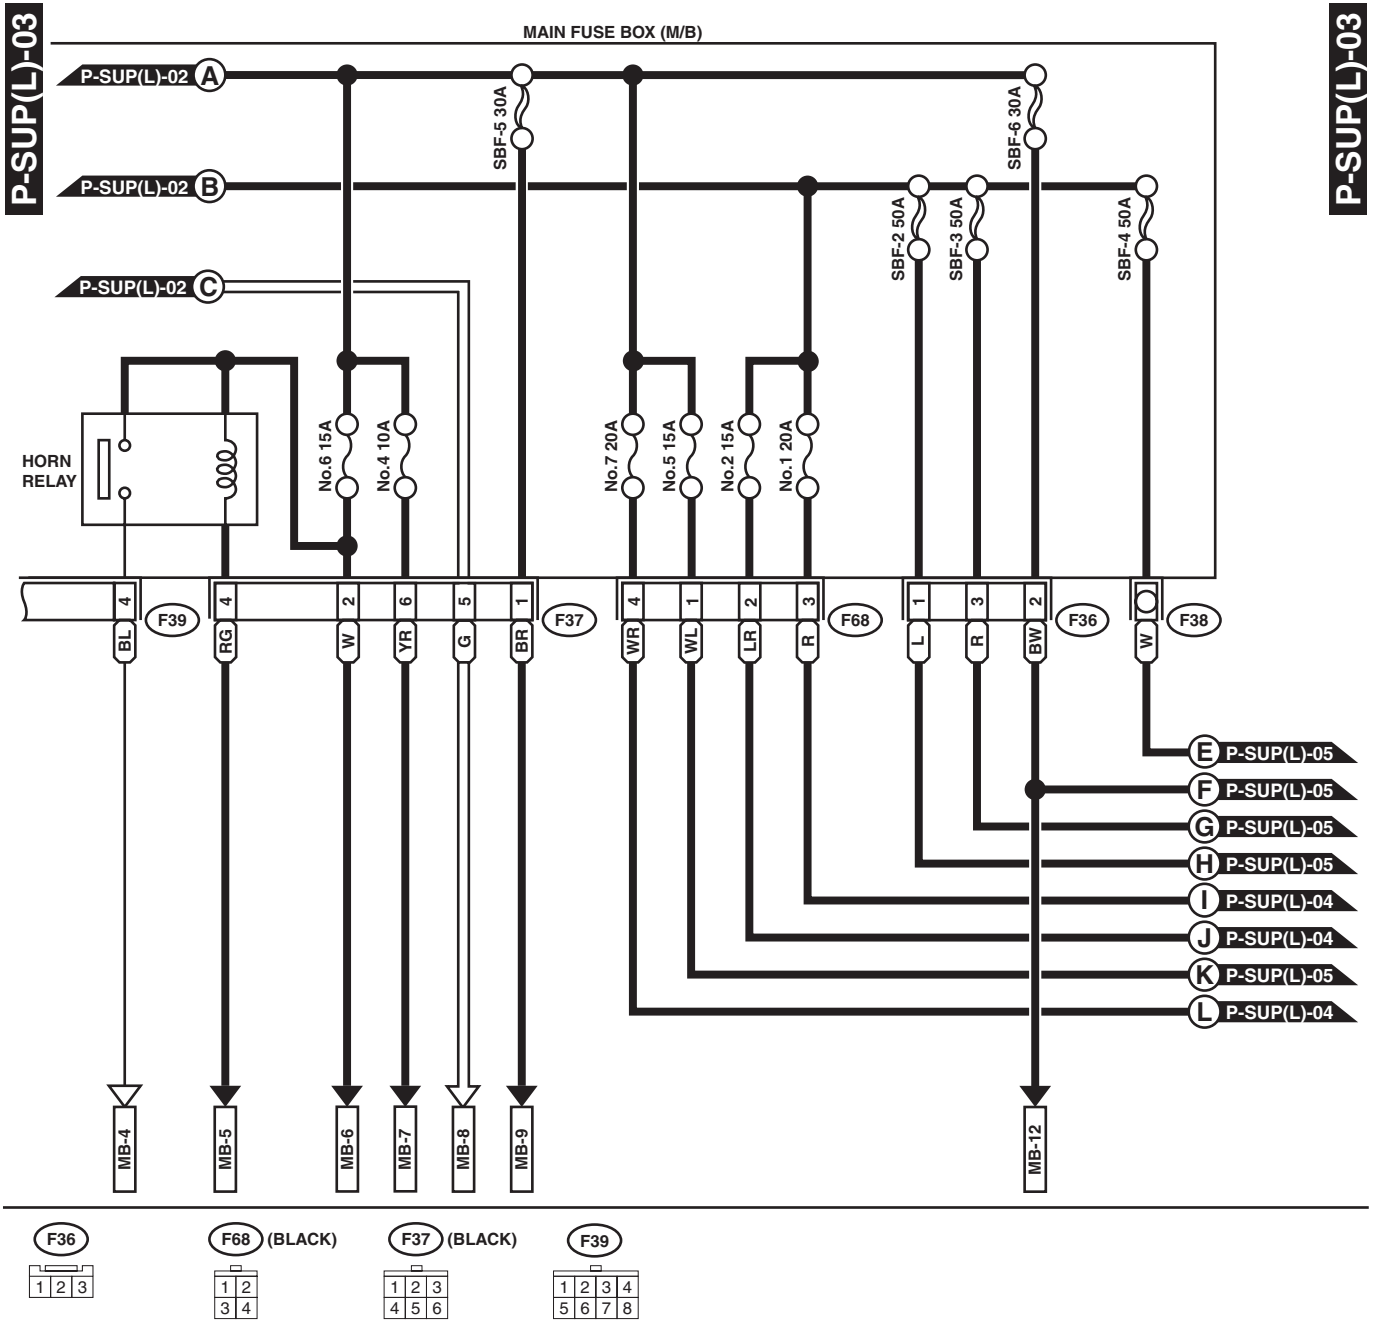 P-SUP(L)-03
MAIN FUSE BOX (M/B)
P-SUP(L)-03
P-SUP(L)-02 A
SBF-5 30A
SBF-6 30A
P-SUP(L)-02 B
SBF-2 50A
SBF-3 50A
SBF-4 50A
P-SUP(L)-02 C
HORN
RELAY
No.6 15A
No.4 10A
No.7 20A
No.5 15A
No.2 15A
No.1 20A
4
F39
4
2
6
5
1
F37
4
1
2
3
F68
1
3
2
F36
F38
BL
RG
W
YR
G
BR
WR
WL
LR
R
L
R
BW
W
E P-SUP(L)-05
F P-SUP(L)-05
G P-SUP(L)-05
H P-SUP(L)-05
I P-SUP(L)-04
J P-SUP(L)-04
K P-SUP(L)-05
L P-SUP(L)-04
MB-4
MB-5
MB-6
MB-7
MB-8
MB-9
MB-12
F36
1 2 3
F68 (BLACK)
1 2
3 4
F37 (BLACK)
1 2 3
4 5 6
F39
1 2 3 4
5 6 7 8